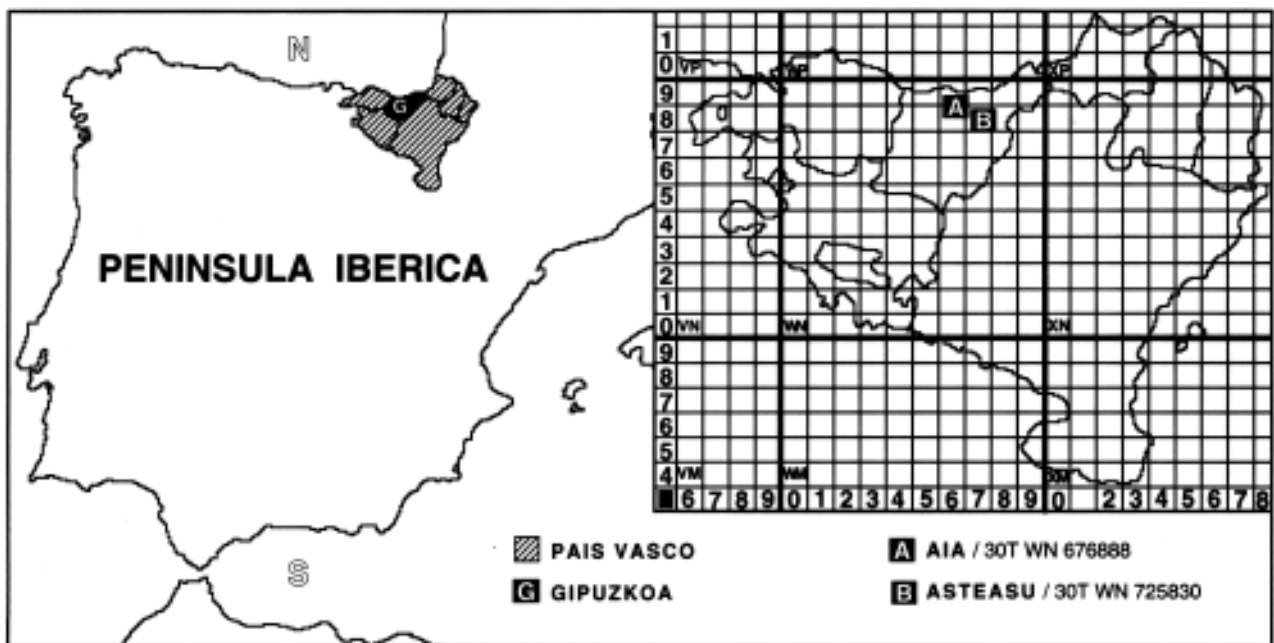 N
G
PENINSULA IBERICA
S
1
0 VP WP XP
9 A
8 B
7
6
5
4
3
2
1
0 VN WN XN
9
8
7
6
5
4 VM WM XM
6 7 8 9 0 1 2 3 4 5 6 7 8 9 0 2 3 4 5 6 7 8
PAIS VASCO
G GIPUZKOA
A AIA / 30T WN 676888
B ASTEASU / 30T WN 725830